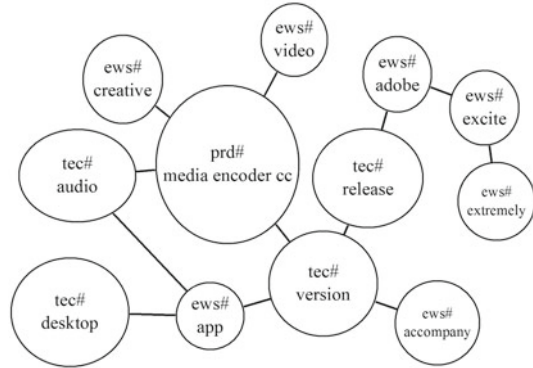 ews#
video
ews#
creative
ews#
adobe
ews#
excite
tec#
audio
prd#
media encoder cc
tec#
release
ews#
extremely
tec#
desktop
ews#
app
tec#
version
ews#
accompany